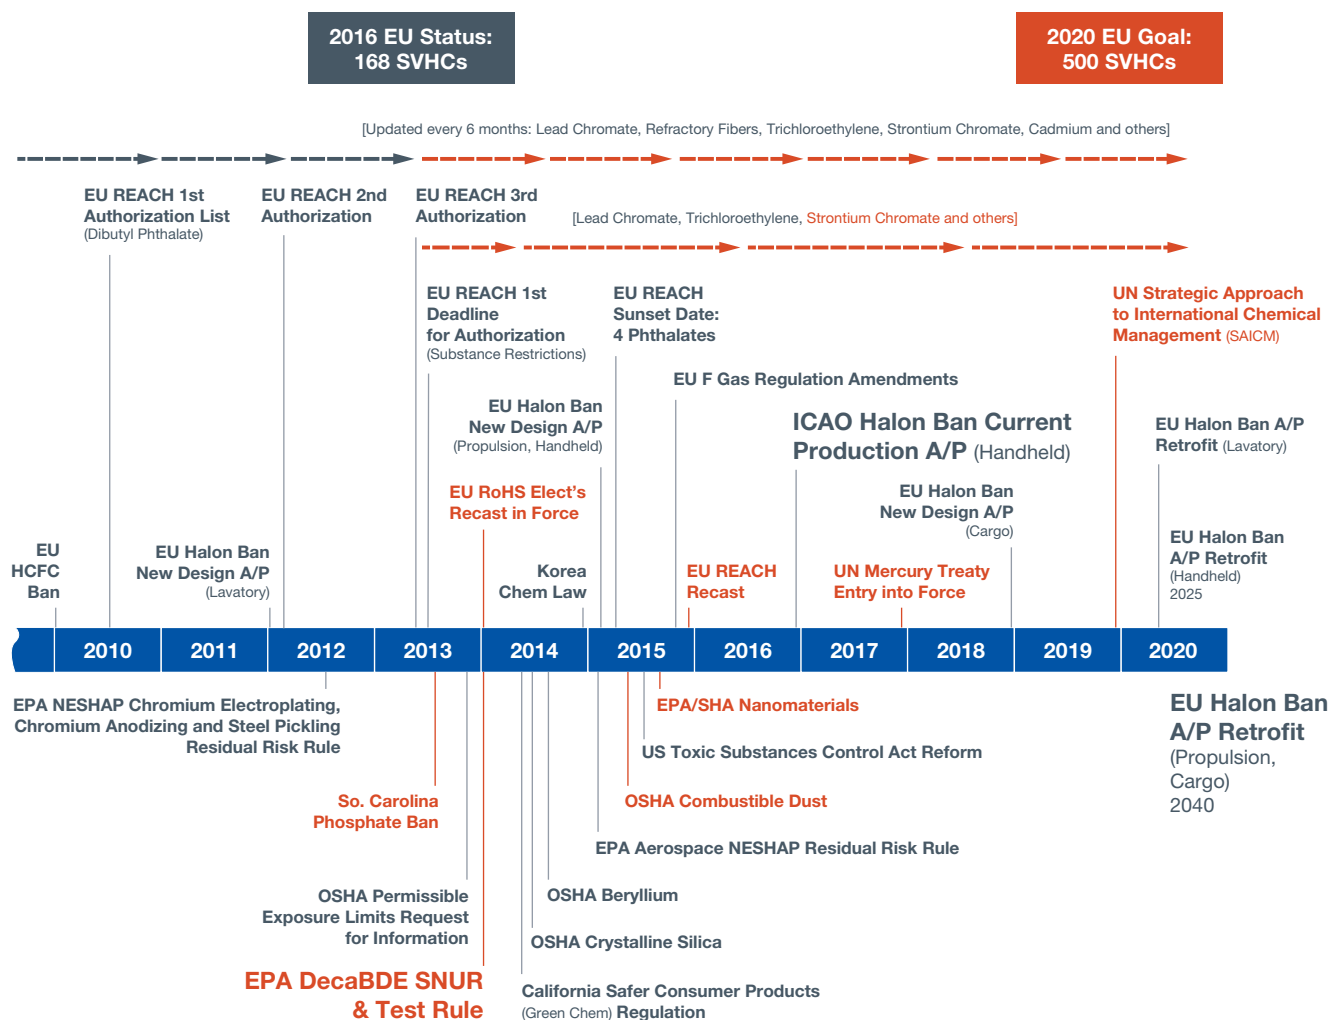 2016 EU Status:
168 SVHCs
2020 EU Goal:
500 SVHCs
[Updated every 6 months: Lead Chromate, Refractory Fibers, Trichloroethylene, Strontium Chromate, Cadmium and others]
EU REACH 1st
Authorization List
(Dibutyl Phthalate)
EU REACH 2nd
Authorization
EU REACH 3rd
Authorization
[Lead Chromate, Trichloroethylene, Strontium Chromate and others]
EU REACH 1st
Deadline
for Authorization
(Substance Restrictions)
EU REACH
Sunset Date:
4 Phthalates
UN Strategic Approach
to International Chemical
Management (SAICM)
EU F Gas Regulation Amendments
EU Halon Ban
New Design A/P
(Propulsion, Handheld)
ICAO Halon Ban Current
Production A/P (Handheld)
EU Halon Ban A/P
Retrofit (Lavatory)
EU RoHS Elect's
Recast in Force
EU Halon Ban
New Design A/P
(Cargo)
EU
HCFC
Ban
EU Halon Ban
New Design A/P
(Lavatory)
Korea
Chem Law
EU REACH
Recast
UN Mercury Treaty
Entry into Force
EU Halon Ban
A/P Retrofit
(Handheld)
2025
2010
2011
2012
2013
2014
2015
2016
2017
2018
2019
2020
EPA NESHAP Chromium Electroplating,
Chromium Anodizing and Steel Pickling
Residual Risk Rule
EPA/SHA Nanomaterials
EU Halon Ban
A/P Retrofit
(Propulsion,
Cargo)
2040
US Toxic Substances Control Act Reform
So. Carolina
Phosphate Ban
OSHA Combustible Dust
EPA Aerospace NESHAP Residual Risk Rule
OSHA Permissible
Exposure Limits Request
for Information
OSHA Beryllium
OSHA Crystalline Silica
EPA DecaBDE SNUR
& Test Rule
California Safer Consumer Products
(Green Chem) Regulation